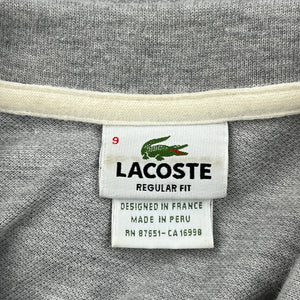 9
LACOSTE
REGULAR FIT
DESIGNED IN FRANCE
MADE IN PERU
RN 87651-CA 16998